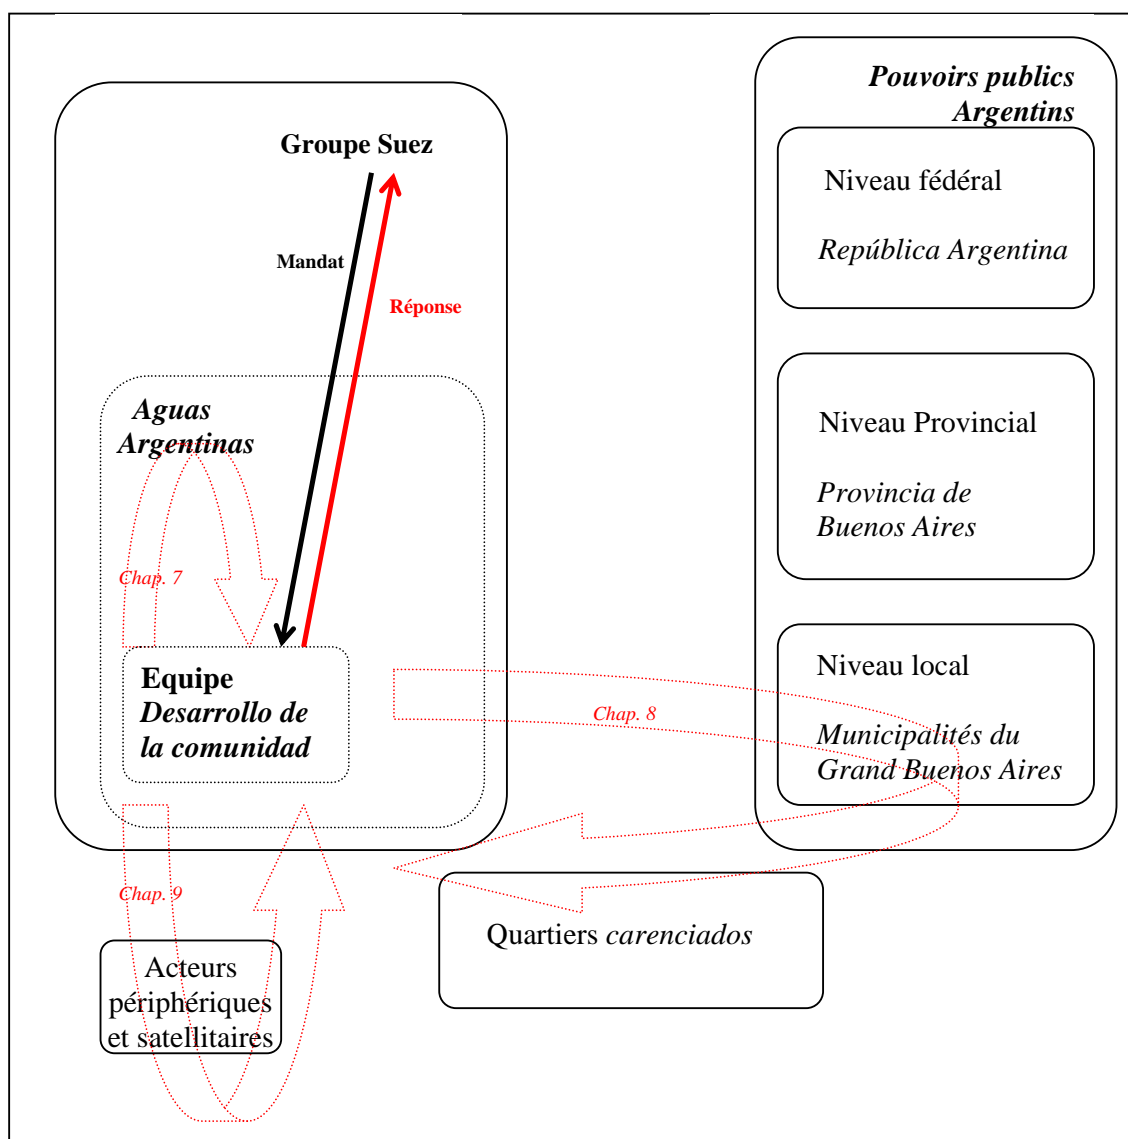 Groupe Suez
Mandat
Réponse
Aguas
Argentinas
Chap. 7
Equipe
Desarrollo de
la comunidad
Chap. 9
Acteurs
périphériques
et satellitaires
Chap. 8
Quartiers carenciados
Pouvoirs publics
Argentins
Niveau fédéral
República Argentina
Niveau Provincial
Provincia de
Buenos Aires
Niveau local
Municipalités du
Grand Buenos Aires